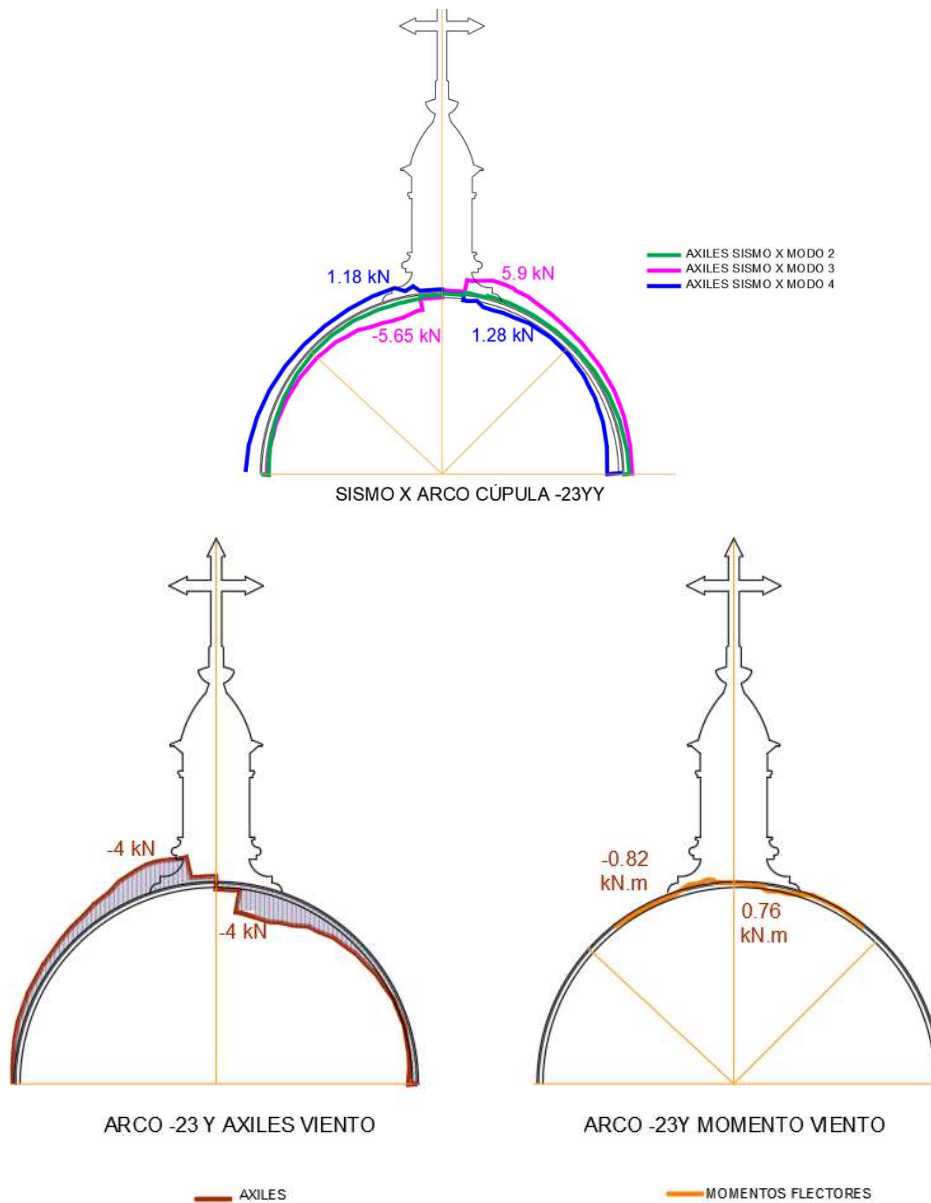 AXILES SISMO X MODO 2
AXILES SISMO X MODO 3
AXILES SISMO X MODO 4
1.18 kN
5.9 kN
-5.65 kN
1.28 kN
SISMO X ARCO CÚPULA -23YY
-4 kN
-4 kN
ARCO -23 Y AXILES VIENTO
AXILES
-0.82
kN.m
0.76
kN.m
ARCO -23Y MOMENTO VIENTO
MOMENTOS FLECTORES